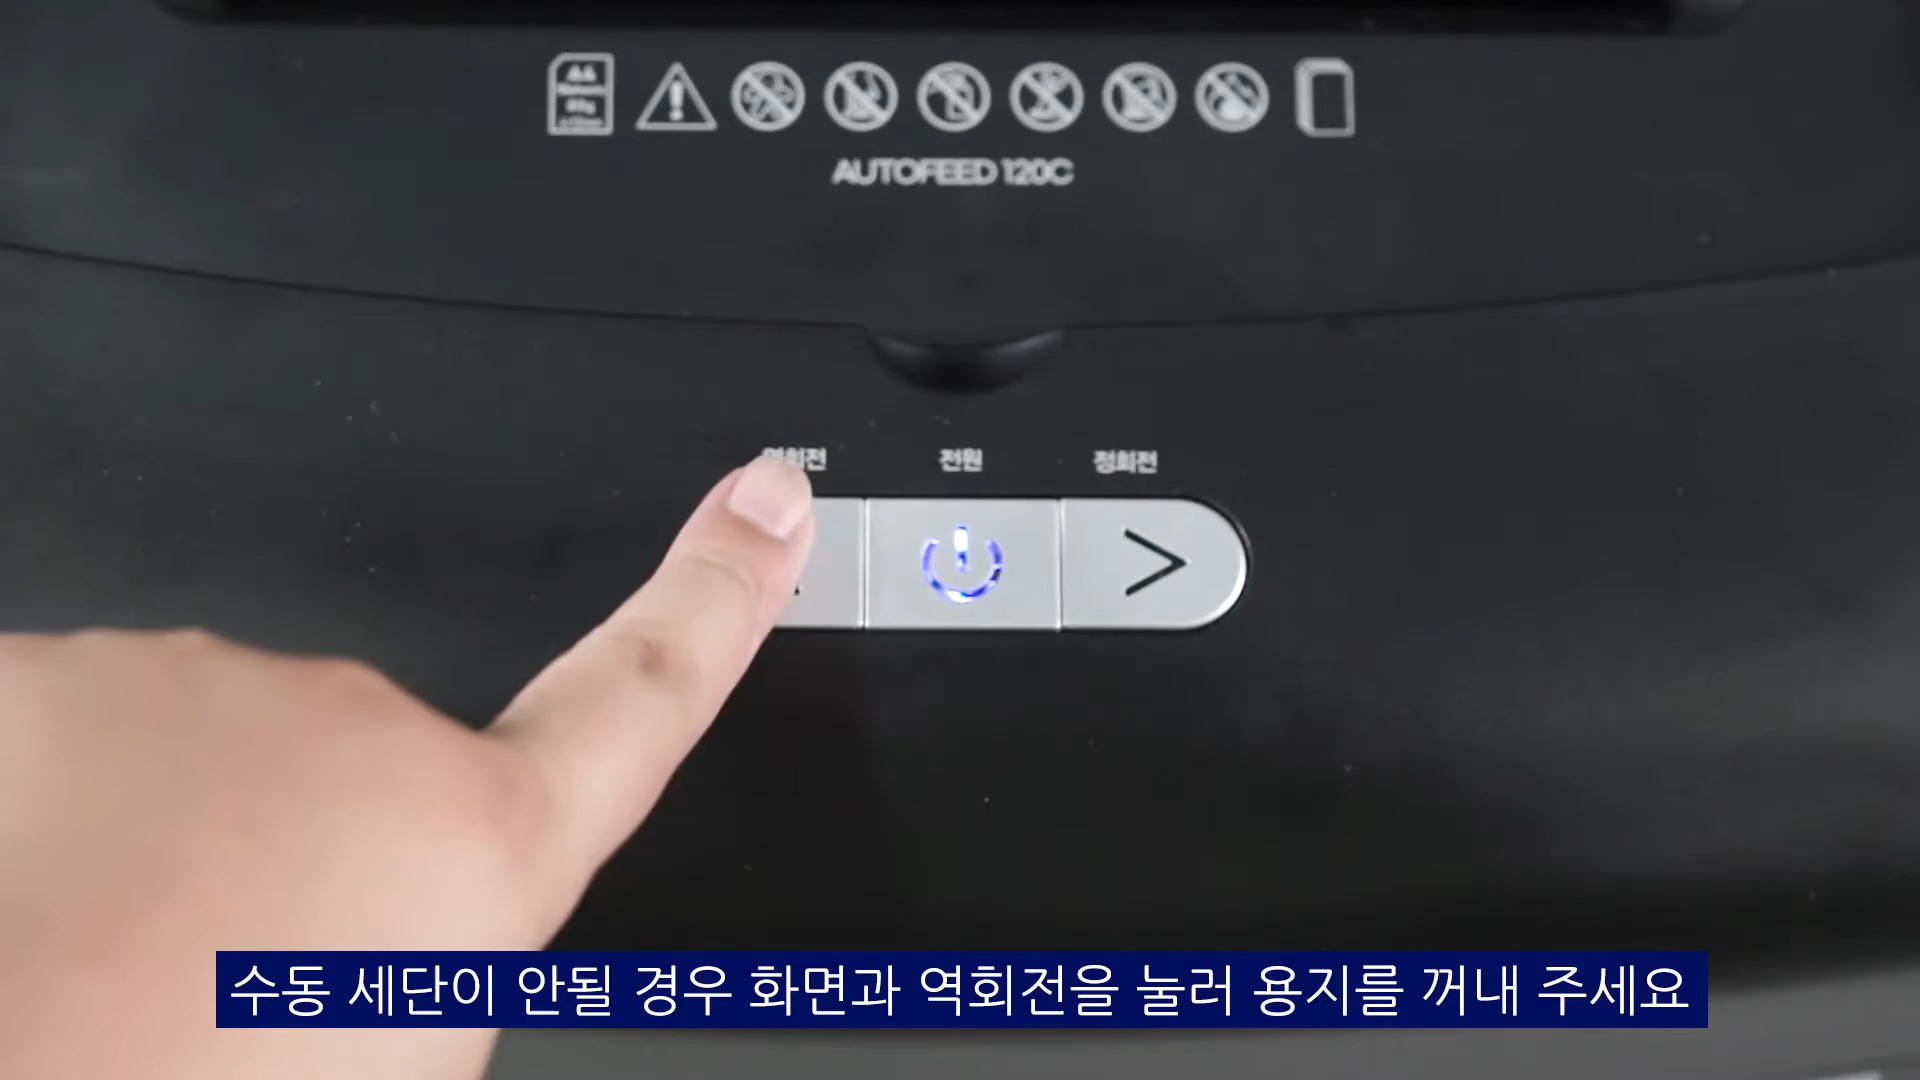 A4
AUTOFEED 120C
역회전 전원 정회전
수동 세단이 안될 경우 화면과 역회전을 눌러 용지를 꺼내 주세요